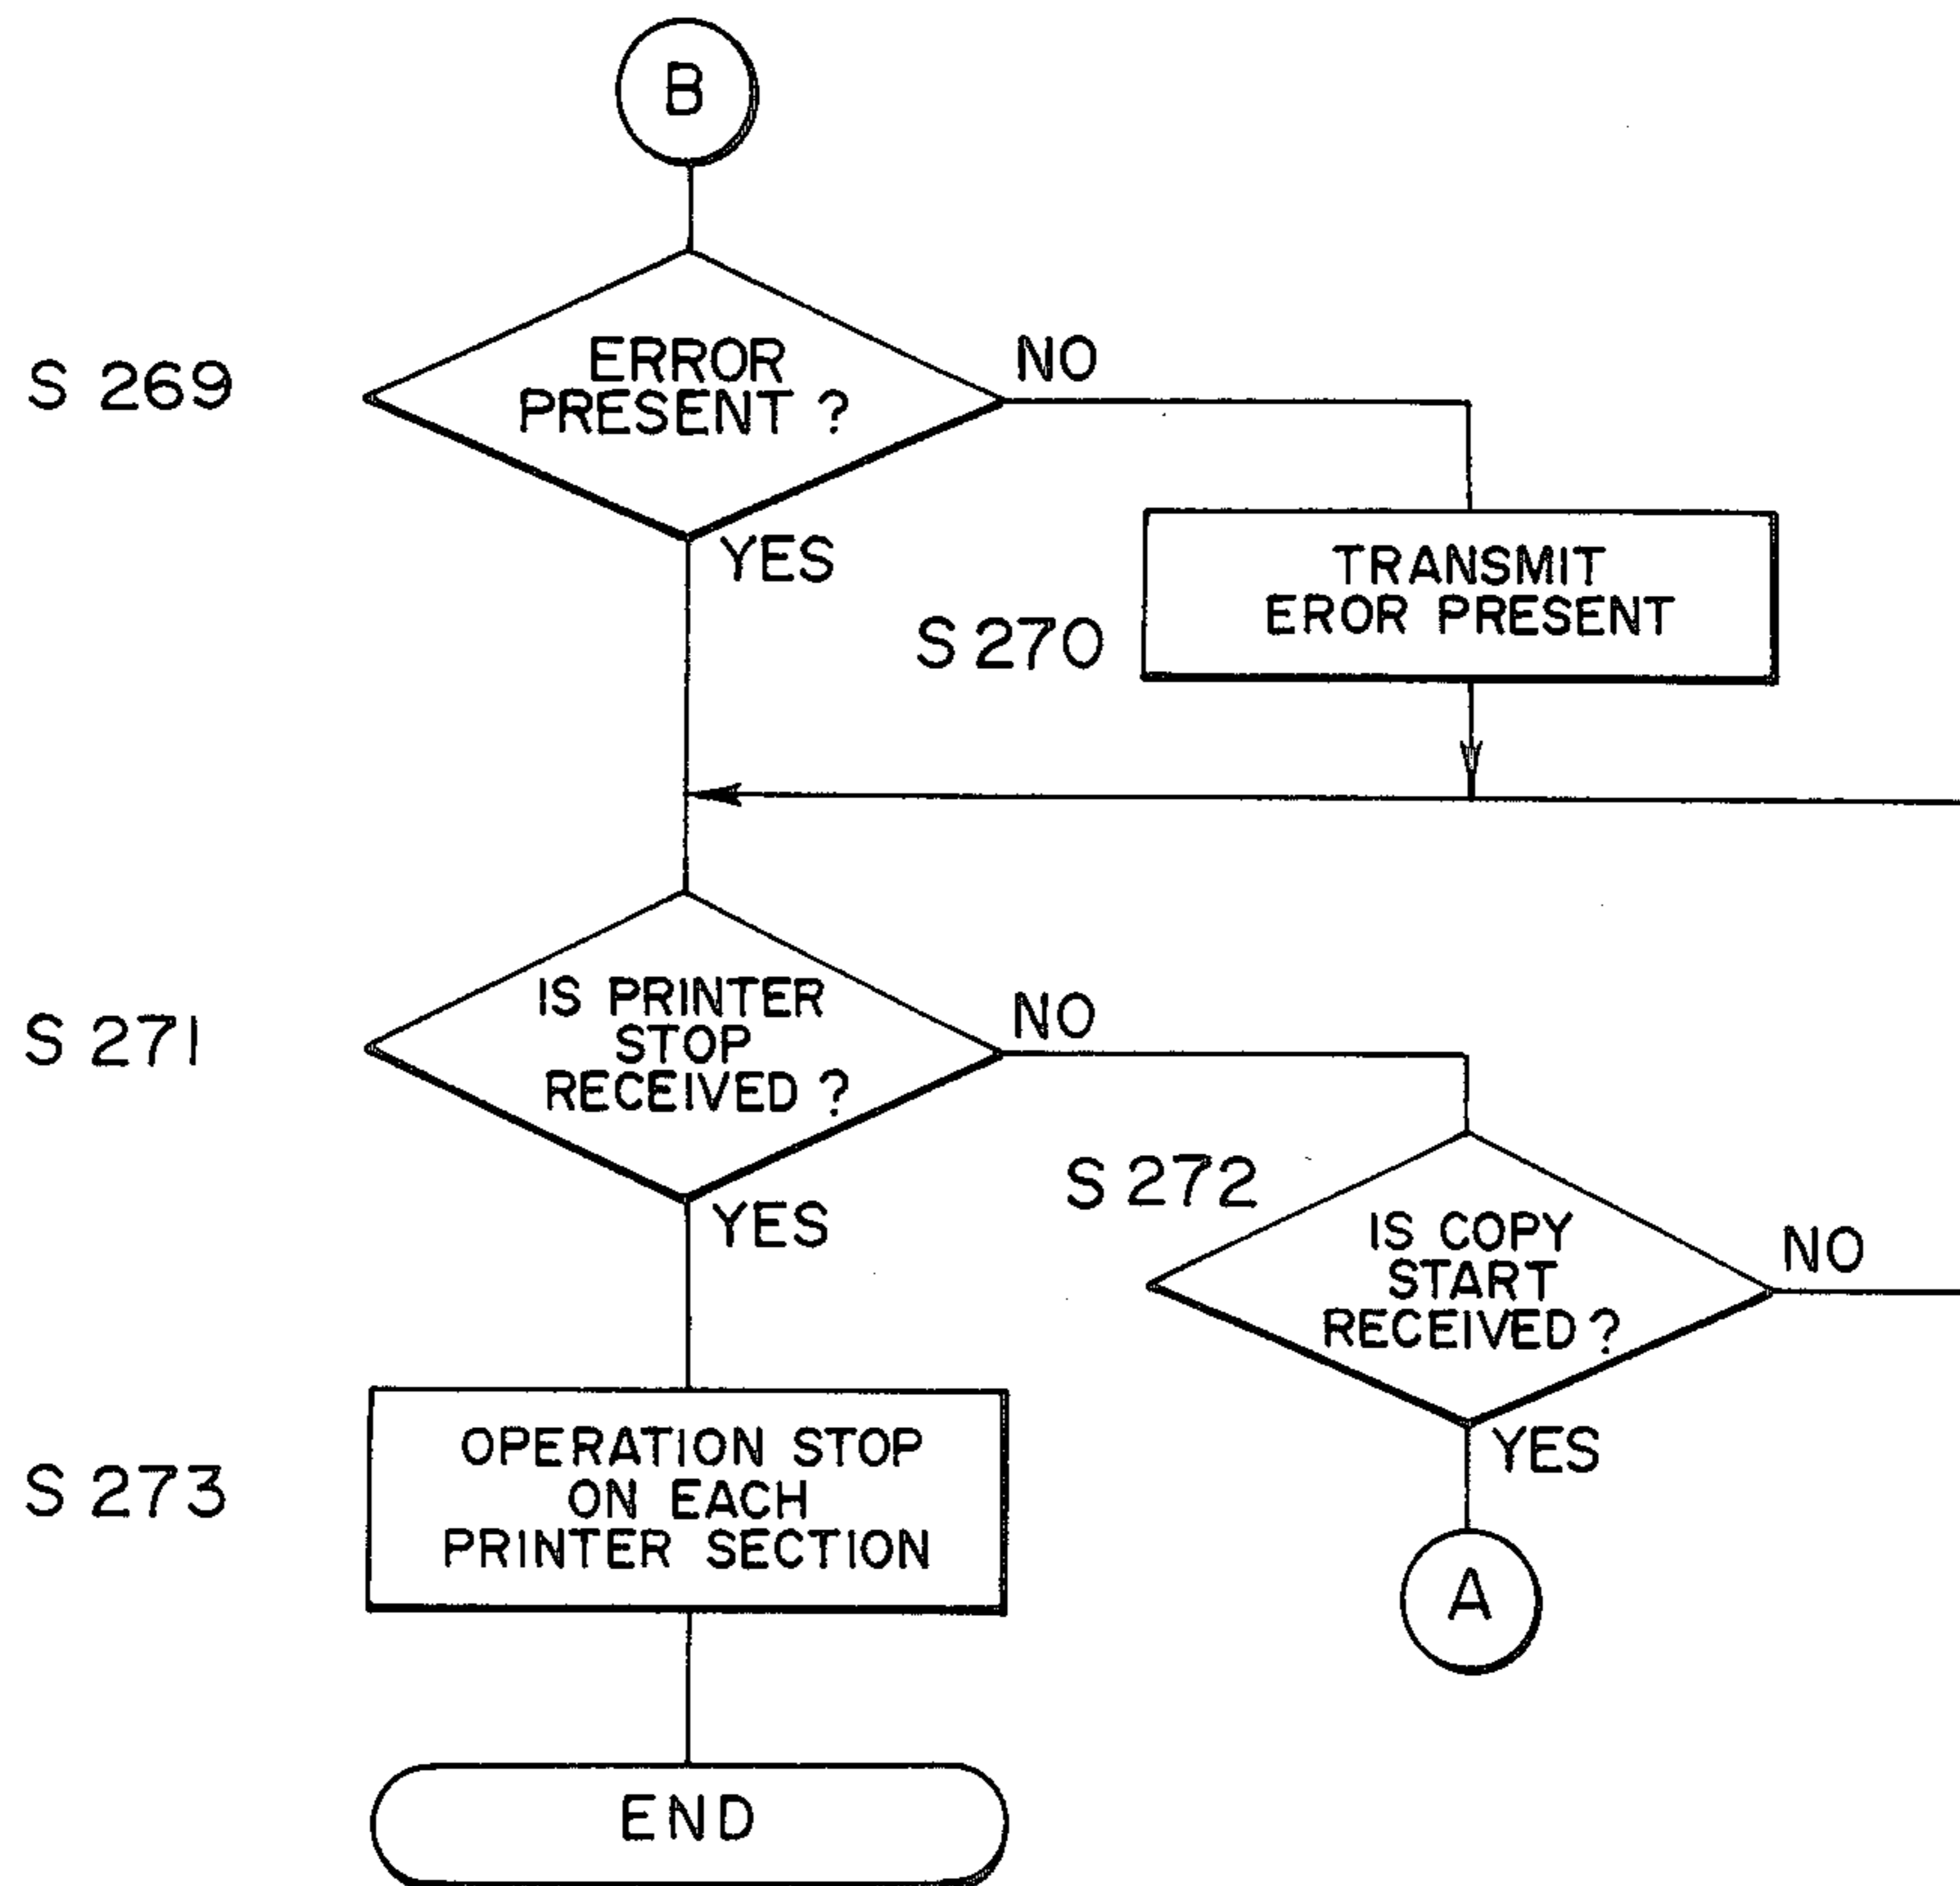 B
S 269
ERROR
PRESENT ?
NO
YES
S 270
TRANSMIT
EROR PRESENT
S 271
IS PRINTER
STOP
RECEIVED ?
NO
YES
S 272
IS COPY
START
RECEIVED ?
NO
YES
S 273
OPERATION STOP
ON EACH
PRINTER SECTION
A
END